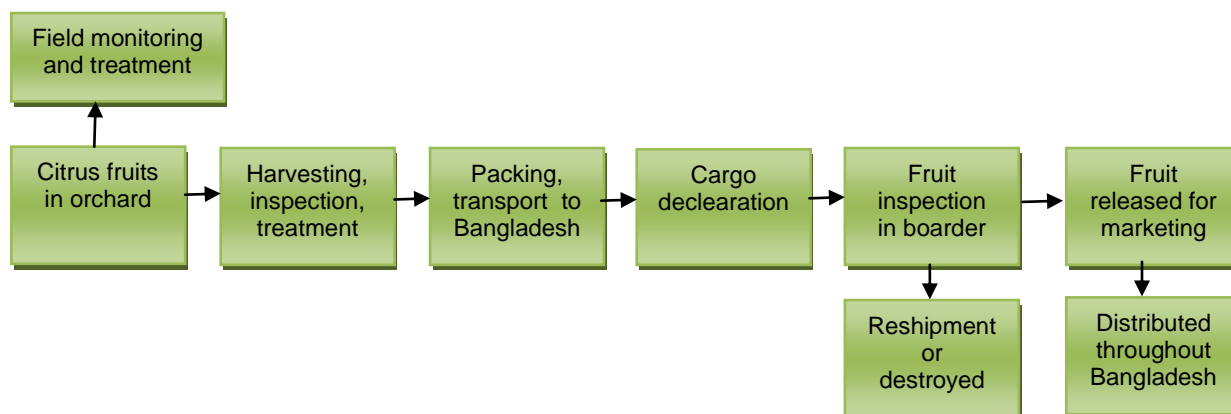 Field monitoring
and treatment
Citrus fruits
in orchard
Harvesting,
inspection,
treatment
Packing,
transport to
Bangladesh
Cargo
declearation
Fruit
inspection
in boarder
Fruit
released for
marketing
Reshipment
or
destroyed
Distributed
throughout
Bangladesh